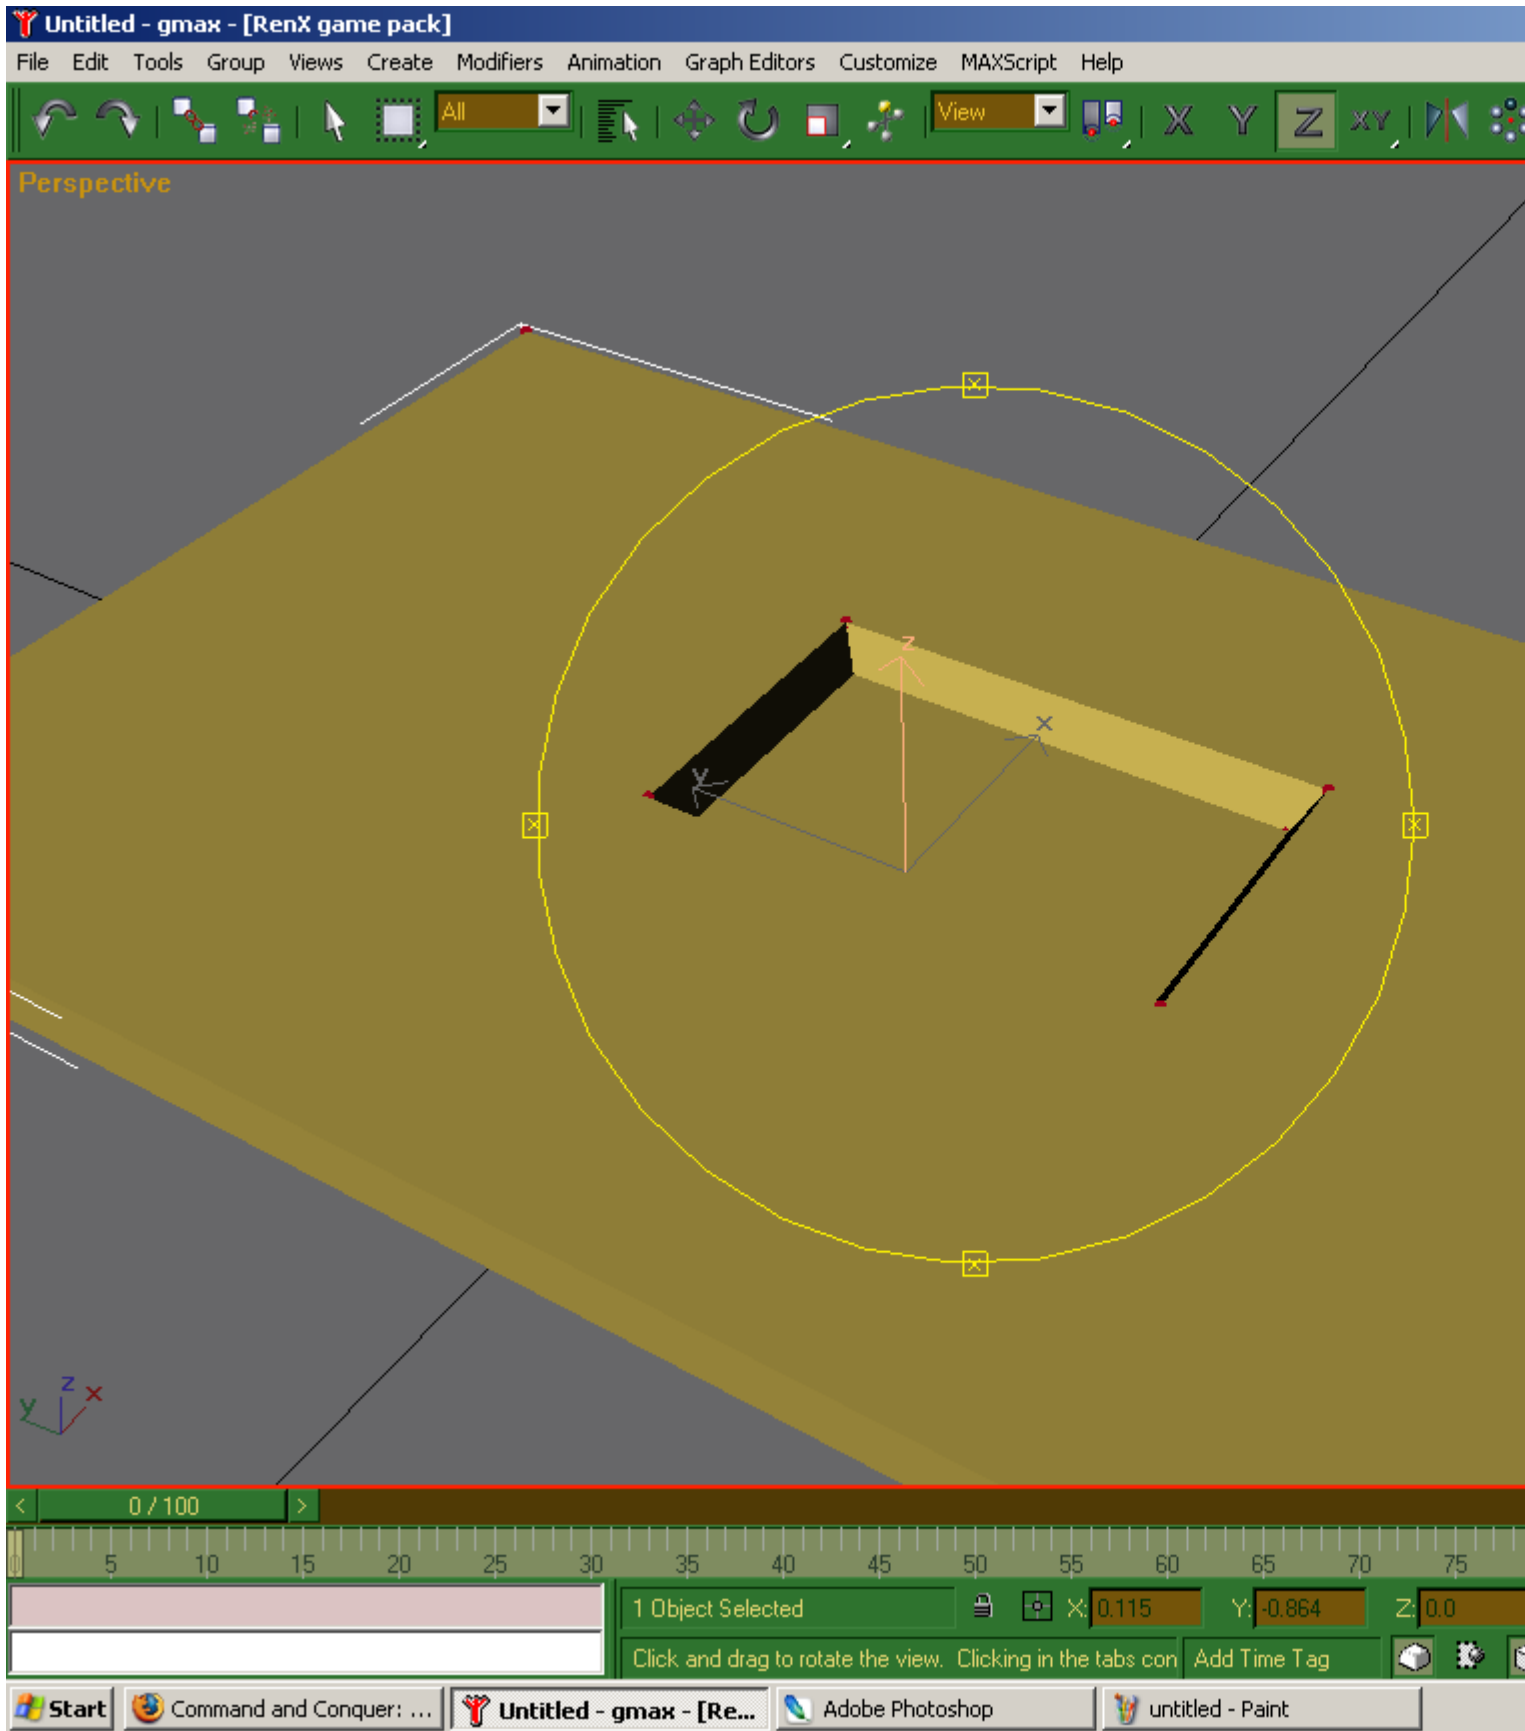 Untitled - gmax - [RenX game pack]
File Edit Tools Group Views Create Modifiers Animation Graph Editors Customize MAXScript Help
All View X Y Z XY
Perspective
z
x
y
z
x
y
< 0 / 100 >
0 5 10 15 20 25 30 35 40 45 50 55 60 65 70 75
1 Object Selected X: 0.115 Y: -0.864 Z: 0.0
Click and drag to rotate the view. Clicking in the tabs con Add Time Tag
Start Command and Conquer: ... Untitled - gmax - [Re... Adobe Photoshop untitled - Paint